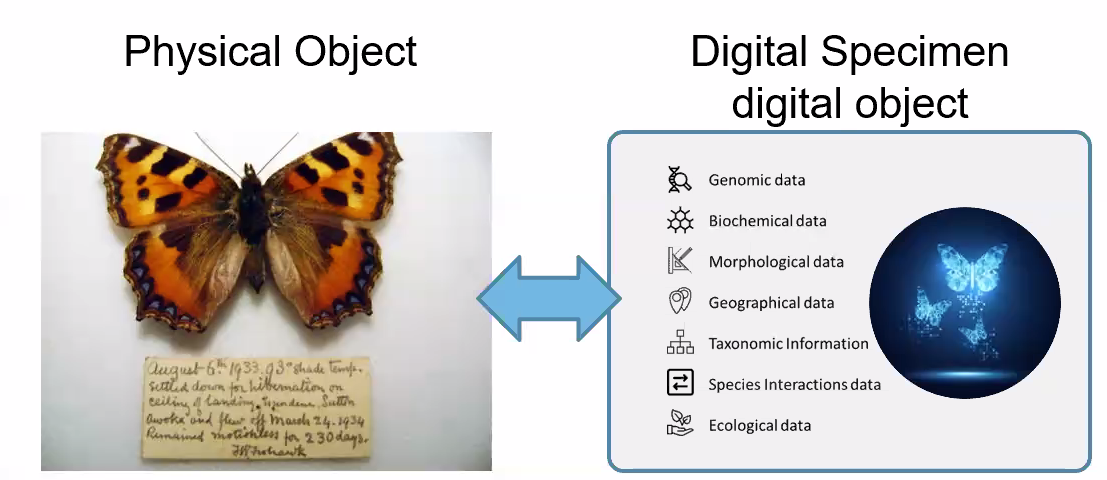 Physical Object
Digital Specimen
digital object
Genomic data
Biochemical data
Morphological data
Geographical data
Taxonomic Information
Species Interactions data
Ecological data
August 6th 1933. 93° shade temp.
settled down for hibernation on
ceiling of landing, Sutton
awoke and flew off March 24. 1934
Remained motionless for 230 days.
FWFrohawk